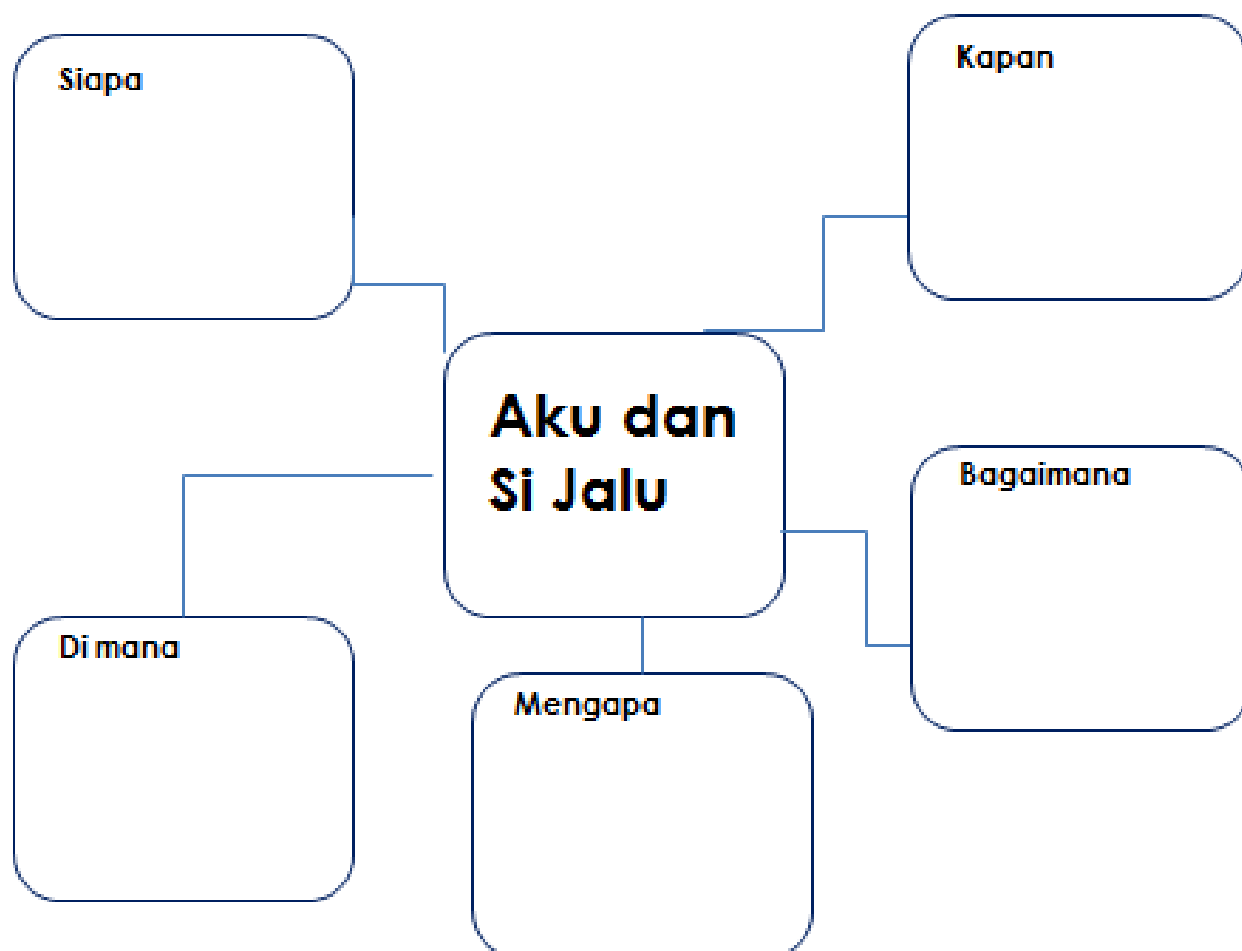 Siapa
Kapan
Aku dan
Si Jalu
Bagaimana
Di mana
Mengapa